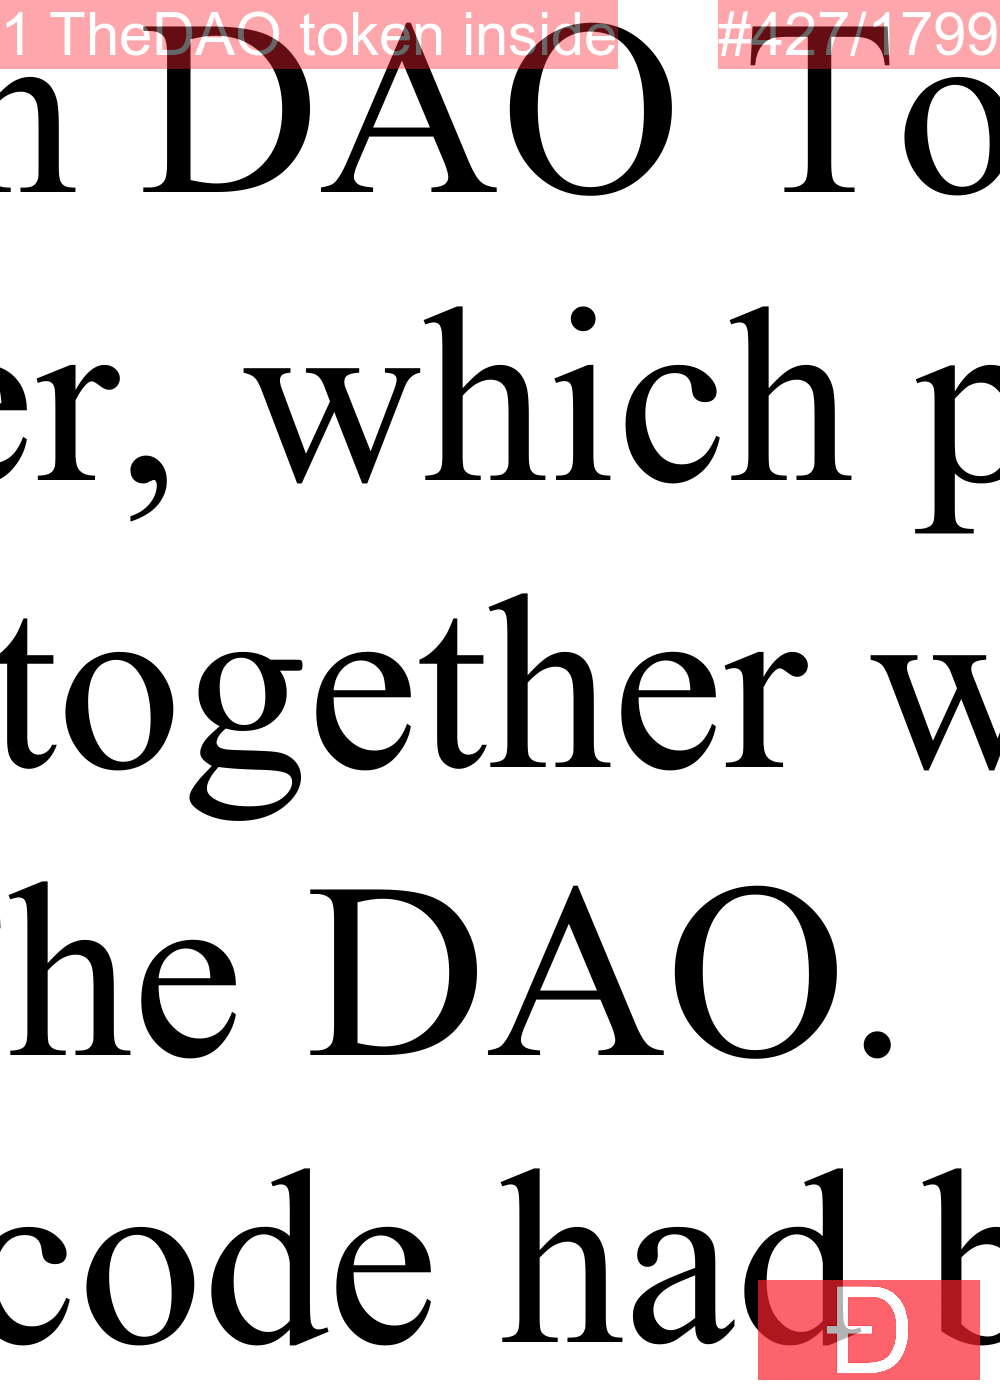 1 TheDAO token inside #427/1799
n DAO To
er, which p
together w
he DAO.
code had b
Đ